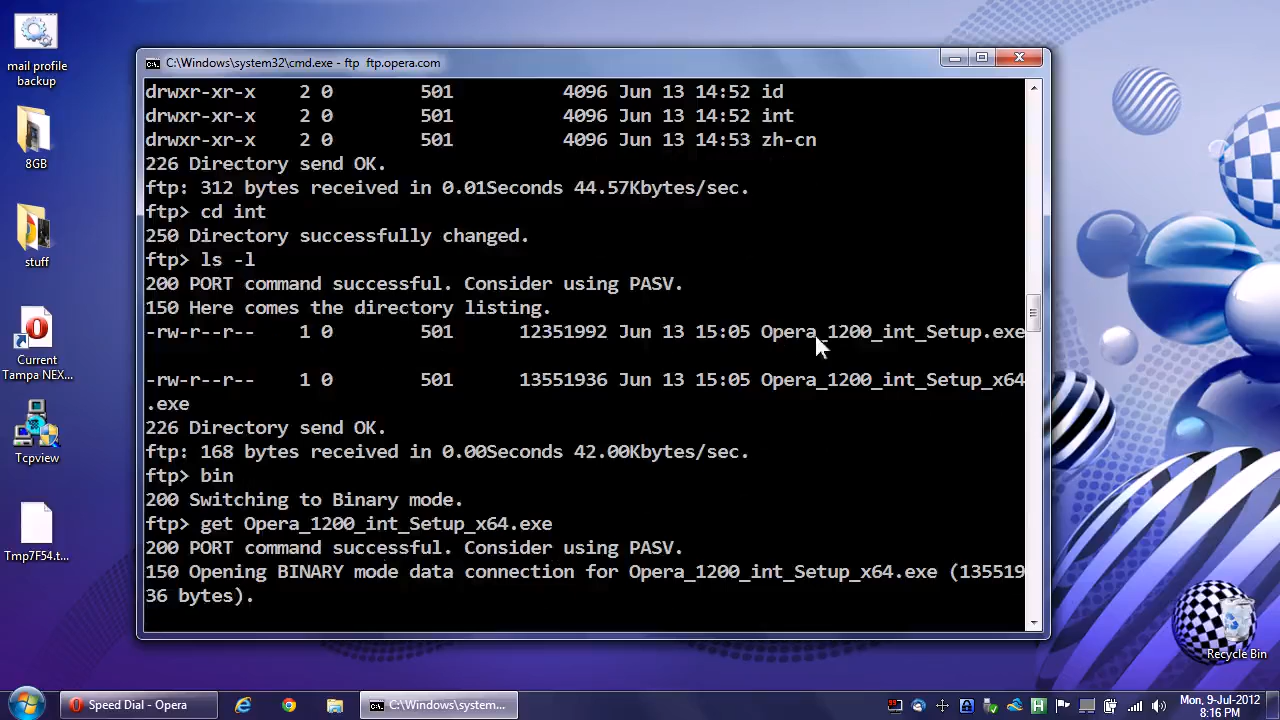 mail profile
backup
8GB
stuff
Current
Tampa NEX...
Tcpview
Tmp7F54.t...
C:\Windows\system32\cmd.exe - ftp  ftp.opera.com
drwxr-xr-x    2 0        501          4096 Jun 13 14:52 id
drwxr-xr-x    2 0        501          4096 Jun 13 14:52 int
drwxr-xr-x    2 0        501          4096 Jun 13 14:53 zh-cn
226 Directory send OK.
ftp: 312 bytes received in 0.01Seconds 44.57Kbytes/sec.
ftp> cd int
250 Directory successfully changed.
ftp> ls -l
200 PORT command successful. Consider using PASV.
150 Here comes the directory listing.
-rw-r--r--    1 0        501      12351992 Jun 13 15:05 Opera_1200_int_Setup.exe
-rw-r--r--    1 0        501      13551936 Jun 13 15:05 Opera_1200_int_Setup_x64
.exe
226 Directory send OK.
ftp: 168 bytes received in 0.00Seconds 42.00Kbytes/sec.
ftp> bin
200 Switching to Binary mode.
ftp> get Opera_1200_int_Setup_x64.exe
200 PORT command successful. Consider using PASV.
150 Opening BINARY mode data connection for Opera_1200_int_Setup_x64.exe (135519
36 bytes).
Recycle Bin
Speed Dial - Opera
C:\Windows\system...
Mon, 9-Jul-2012
8:16 PM